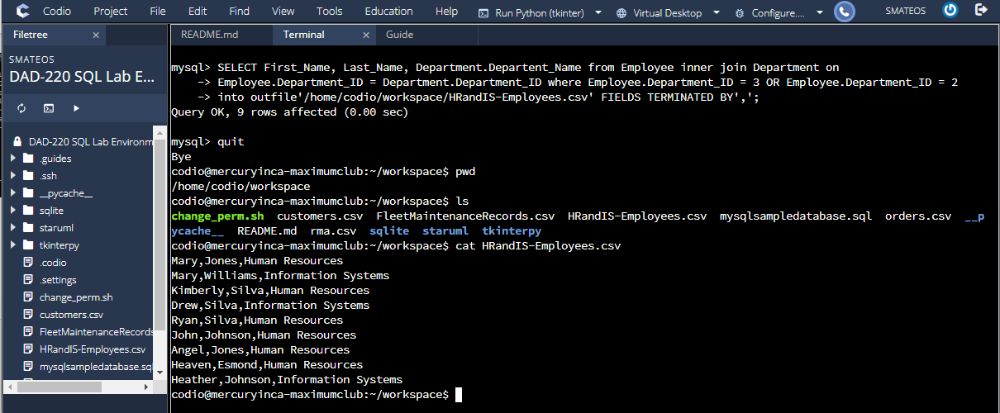 Codio Project File Edit Find View Tools Education Help Run Python (tkinter) Virtual Desktop Configure.... SMATEOS
Filetree ×
README.md Terminal × Guide
SMATEOS
DAD-220 SQL Lab E...
DAD-220 SQL Lab Environm
.guides
.ssh
__pycache__
sqlite
staruml
tkinterpy
.codio
.settings
change_perm.sh
customers.csv
FleetMaintenanceRecords
HRandIS-Employees.csv
mysqlsampledatabase.sql
mysql> SELECT First_Name, Last_Name, Department.Departent_Name from Employee inner join Department on
-> Employee.Department_ID = Department.Department_ID where Employee.Department_ID = 3 OR Employee.Department_ID = 2
-> into outfile'/home/codio/workspace/HRandIS-Employees.csv' FIELDS TERMINATED BY',';
Query OK, 9 rows affected (0.00 sec)
mysql> quit
Bye
codio@mercuryinca-maximumclub:~/workspace$ pwd
/home/codio/workspace
codio@mercuryinca-maximumclub:~/workspace$ ls
change_perm.sh customers.csv FleetMaintenanceRecords.csv HRandIS-Employees.csv mysqlsampledatabase.sql orders.csv __p
ycache__ README.md rma.csv sqlite staruml tkinterpy
codio@mercuryinca-maximumclub:~/workspace$ cat HRandIS-Employees.csv
Mary,Jones,Human Resources
Mary,Williams,Information Systems
Kimberly,Silva,Human Resources
Drew,Silva,Information Systems
Ryan,Silva,Human Resources
John,Johnson,Human Resources
Angel,Jones,Human Resources
Heaven,Esmond,Human Resources
Heather,Johnson,Information Systems
codio@mercuryinca-maximumclub:~/workspace$